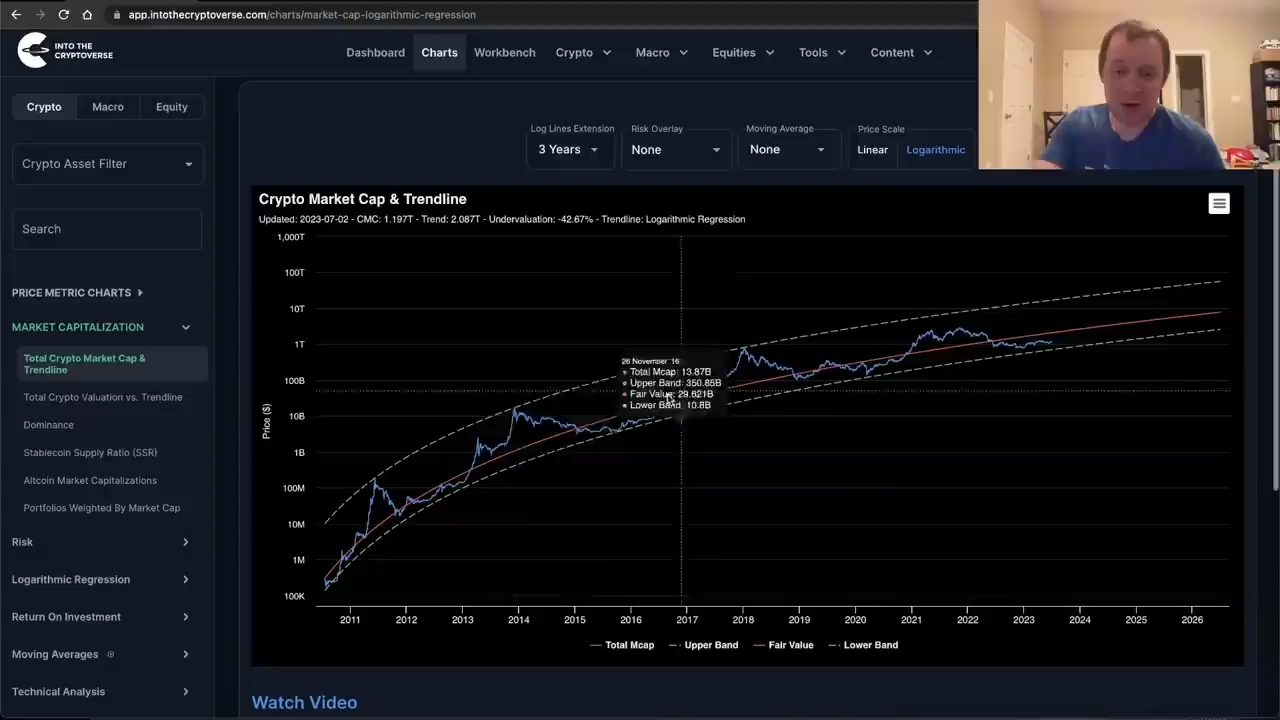 app.intothecryptoverse.com/charts/market-cap-logarithmic-regression
INTO THE
CRYPTOVERSE
Dashboard
Charts
Workbench
Crypto
Macro
Equities
Tools
Content
Crypto
Macro
Equity
Crypto Asset Filter
Search
PRICE METRIC CHARTS
MARKET CAPITALIZATION
Total Crypto Market Cap &
Trendline
Total Crypto Valuation vs. Trendline
Dominance
Stablecoin Supply Ratio (SSR)
Altcoin Market Capitalizations
Portfolios Weighted By Market Cap
Risk
Logarithmic Regression
Return On Investment
Moving Averages
Technical Analysis
Log Lines Extension
3 Years
Risk Overlay
None
Moving Average
None
Price Scale
Linear
Logarithmic
Crypto Market Cap & Trendline
Updated: 2023-07-02 - CMC: 1.197T - Trend: 2.087T - Undervaluation: -42.67% - Trendline: Logarithmic Regression
1,000T
100T
10T
1T
100B
10B
1B
100M
10M
1M
100K
Price ($)
26 November '16
Total Mcap: 13.87B
Upper Band: 350.85B
Fair Value: 29.621B
Lower Band: 10.8B
2011
2012
2013
2014
2015
2016
2017
2018
2019
2020
2021
2022
2023
2024
2025
2026
Total Mcap
Upper Band
Fair Value
Lower Band
Watch Video